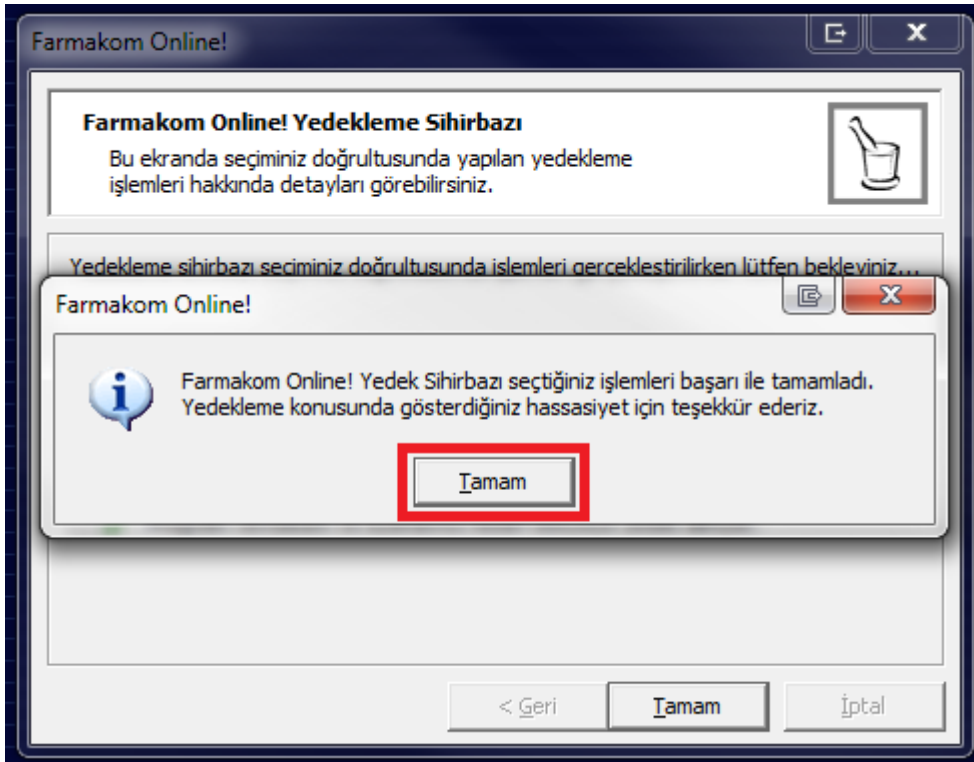 Farmakom Online!
Farmakom Online! Yedekleme Sihirbazı
Bu ekranda seçiminiz doğrultusunda yapılan yedekleme
işlemleri hakkında detayları görebilirsiniz.
Yedekleme sihirbazı seçiminiz doğrultusunda işlemleri gerçekleştirilirken lütfen bekleyiniz...
Farmakom Online!
Farmakom Online! Yedek Sihirbazı seçtiğiniz işlemleri başarı ile tamamladı.
Yedekleme konusunda gösterdiğiniz hassasiyet için teşekkür ederiz.
Tamam
< Geri Tamam İptal